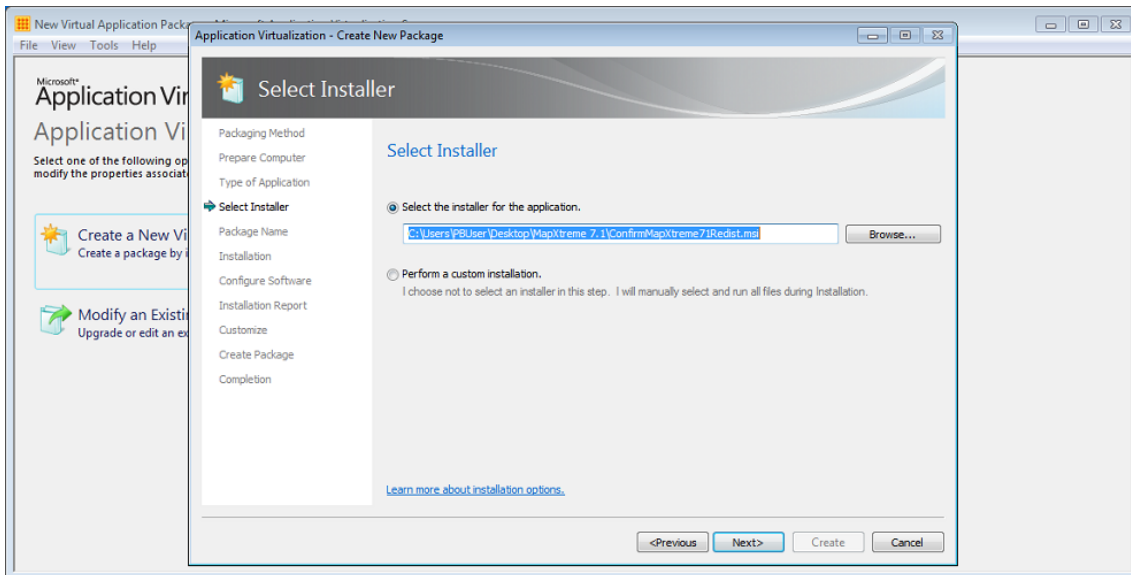 New Virtual Application Packa
Application Virtualization - Create New Package
File View Tools Help
Microsoft
Application Vir
Application Vi
Select one of the following op
modify the properties associat
Create a New Vi
Create a package by i
Modify an Existi
Upgrade or edit an ex
Select Installer
Packaging Method
Prepare Computer
Type of Application
Select Installer
Package Name
Installation
Configure Software
Installation Report
Customize
Create Package
Completion
Select Installer
Select the installer for the application.
C:\Users\PBUser\Desktop\MapXtreme 7.1\ConfirmMapXtreme71Redist.msi
Browse...
Perform a custom installation.
I choose not to select an installer in this step. I will manually select and run all files during Installation.
Learn more about installation options.
<Previous Next> Create Cancel